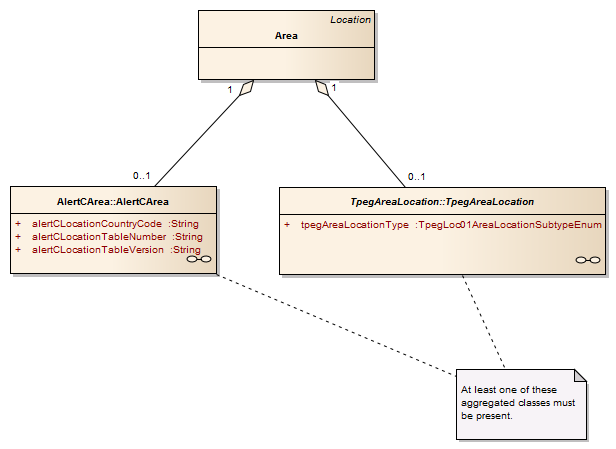 Location
Area
1
1
0..1
0..1
AlertCArea::AlertCArea
+ alertCLocationCountryCode :String
+ alertCLocationTableNumber :String
+ alertCLocationTableVersion :String
TpegAreaLocation::TpegAreaLocation
+ tpegAreaLocationType :TpegLoc01AreaLocationSubtypeEnum
At least one of these
aggregated classes must
be present.